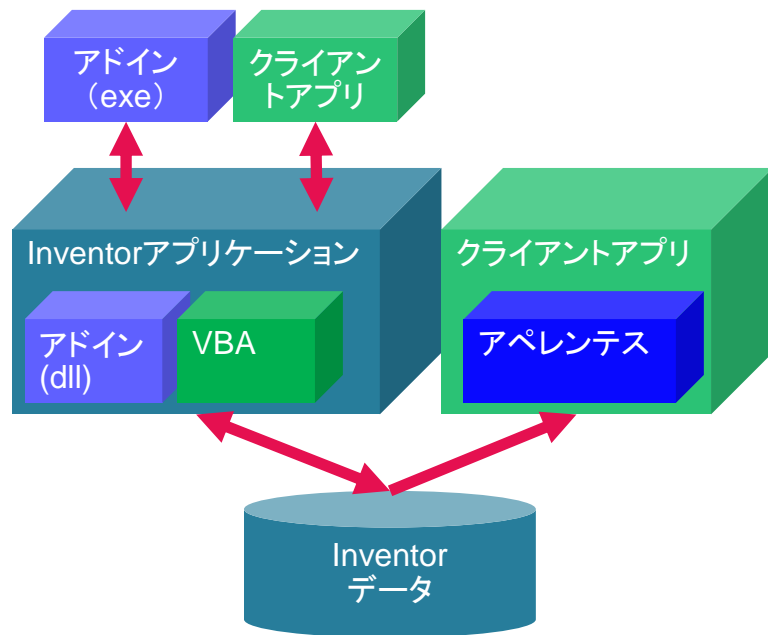 アドイン
（exe）
クライアン
トアプリ
Inventorアプリケーション
アドイン
(dll)
VBA
クライアントアプリ
アペレンテス
Inventor
データ